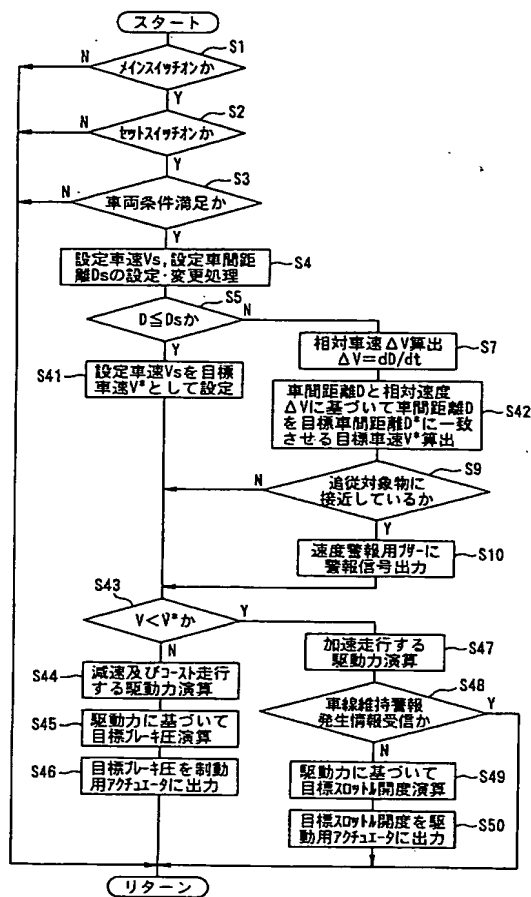 スタート
S1
N
メインスイッチオンか
Y
S2
N
セットスイッチオンか
Y
S3
N
車両条件満足か
Y
設定車速Vs,設定車間距
離Dsの設定・変更処理
S4
S5
D≦Dsか
N
Y
S41
設定車速Vsを目標
車速V*として設定
相対車速ΔV算出
ΔV=dD/dt
S7
車間距離Dと相対速度
ΔVに基づいて車間距離D
を目標車間距離D*に一致
させる目標車速V*算出
S42
S9
N
追従対象物に
接近しているか
Y
速度警報用ブザーに
警報信号出力
S10
S43
V<V*か
Y
N
S44
減速及びコースト走行
する駆動力演算
S45
駆動力に基づいて
目標ブレーキ圧演算
S46
目標ブレーキ圧を制動
用アクチュエータに出力
加速走行する
駆動力演算
S47
S48
車線維持警報
発生情報受信か
Y
N
駆動力に基づいて
目標スロットル開度演算
S49
目標スロットル開度を駆
動用アクチュエータに出力
S50
リターン